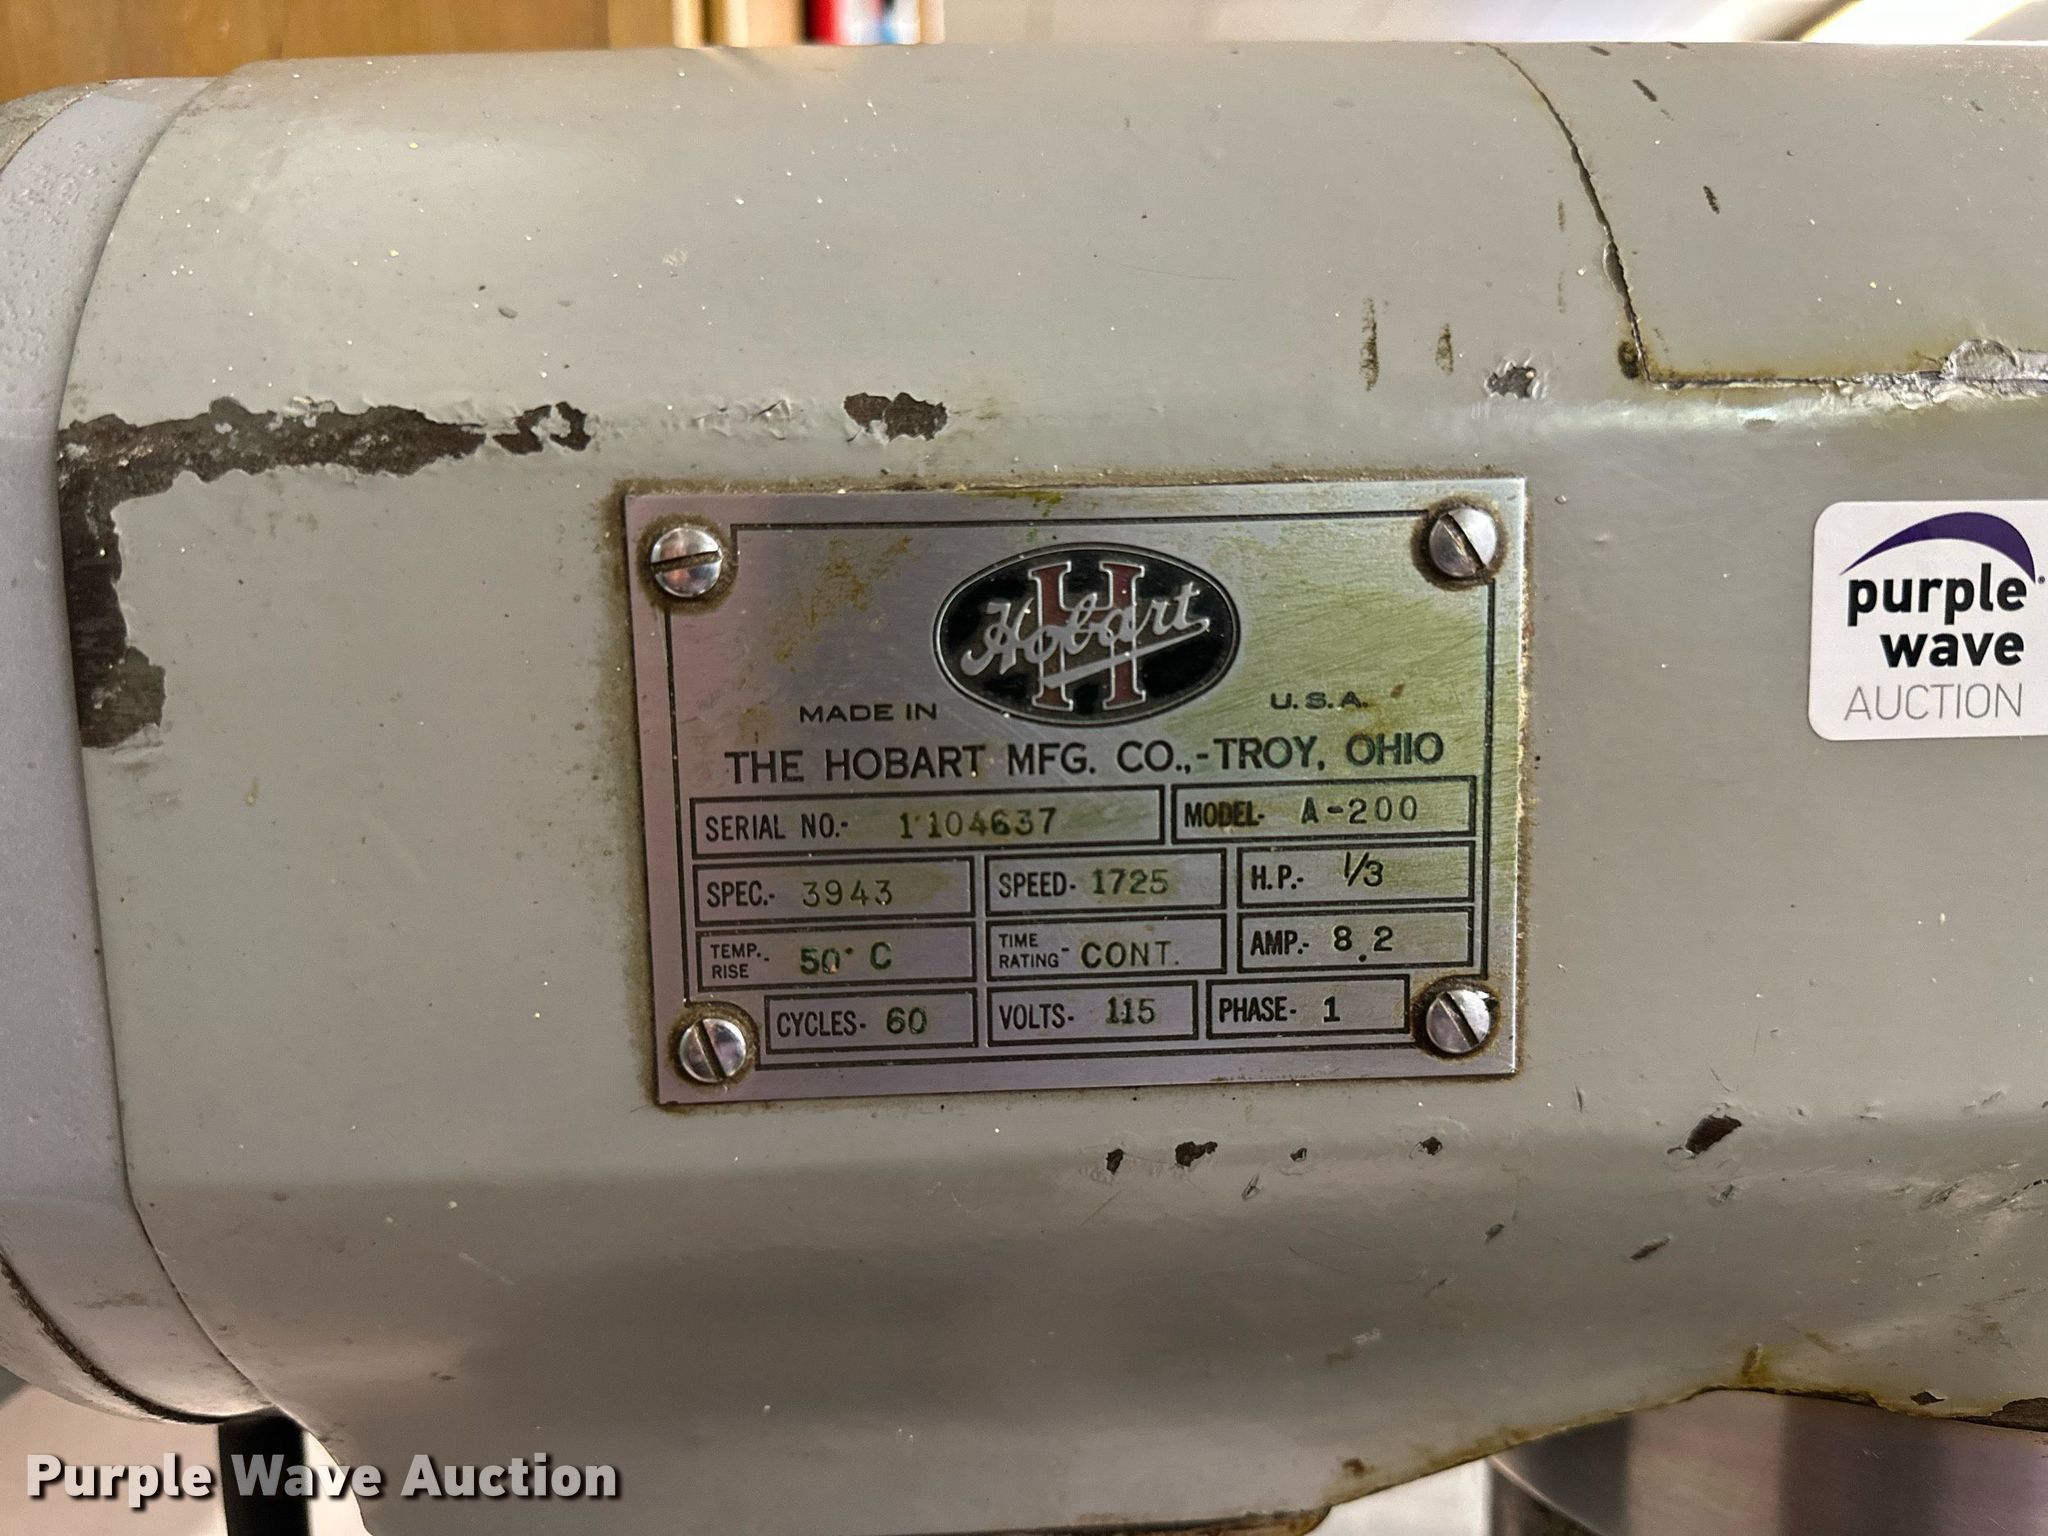 H
Hobart
MADE IN U.S.A.
THE HOBART MFG. CO.,-TROY, OHIO
SERIAL NO.- 1104637 MODEL- A-200
SPEC.- 3943 SPEED- 1725 H.P.- 1/3
TEMP. RISE - 50° C TIME RATING - CONT. AMP.- 8.2
CYCLES- 60 VOLTS- 115 PHASE- 1
purple
wave
AUCTION
Purple Wave Auction